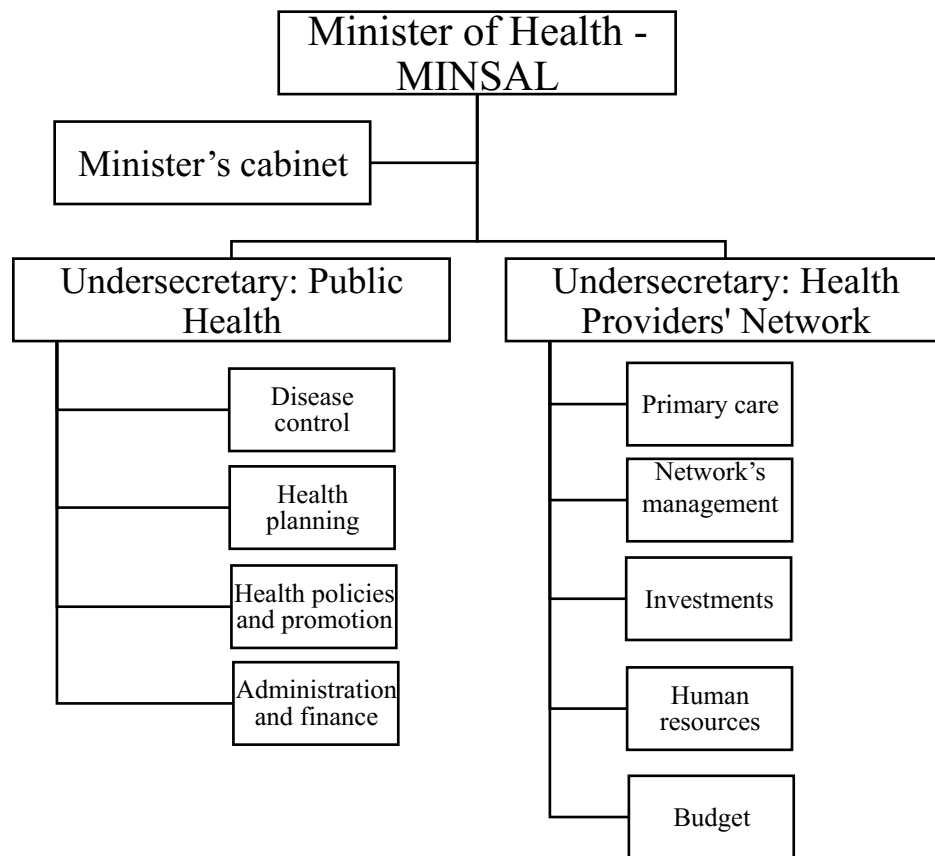 Minister of Health -
MINSAL
Minister’s cabinet
Undersecretary: Public
Health
Disease
control
Health
planning
Health policies
and promotion
Administration
and finance
Undersecretary: Health
Providers' Network
Primary care
Network’s
management
Investments
Human
resources
Budget